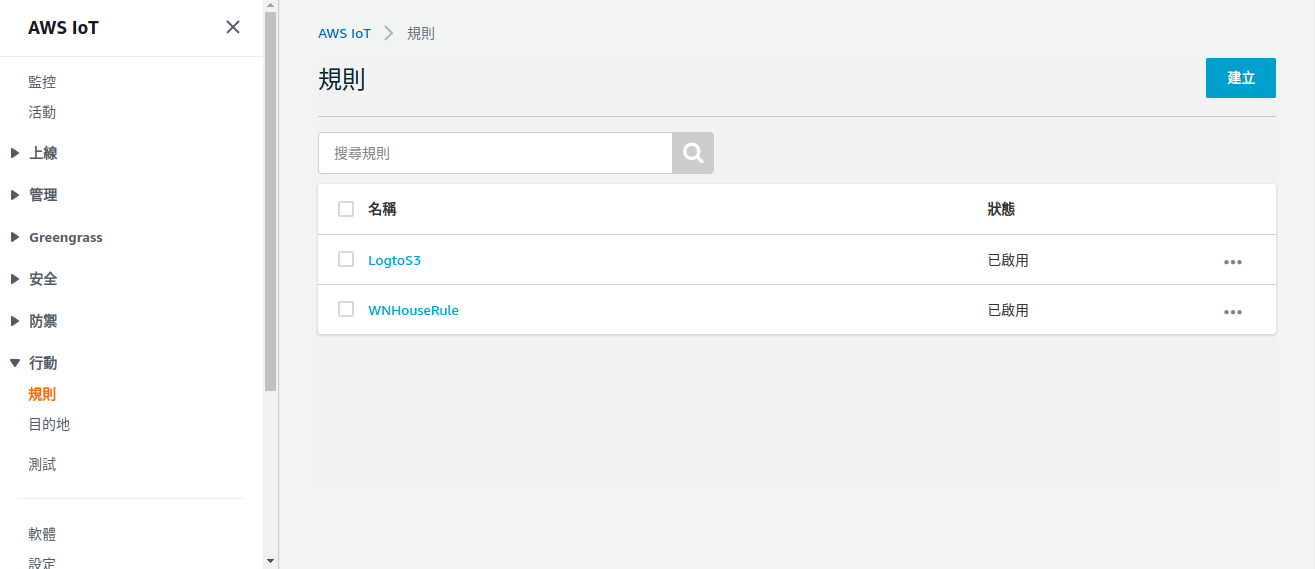 AWS IoT
監控
活動
上線
管理
Greengrass
安全
防禦
行動
規則
目的地
測試
軟體
設定
AWS IoT 規則
規則
建立
搜尋規則
名稱 狀態
LogtoS3 已啟用
WNHouseRule 已啟用